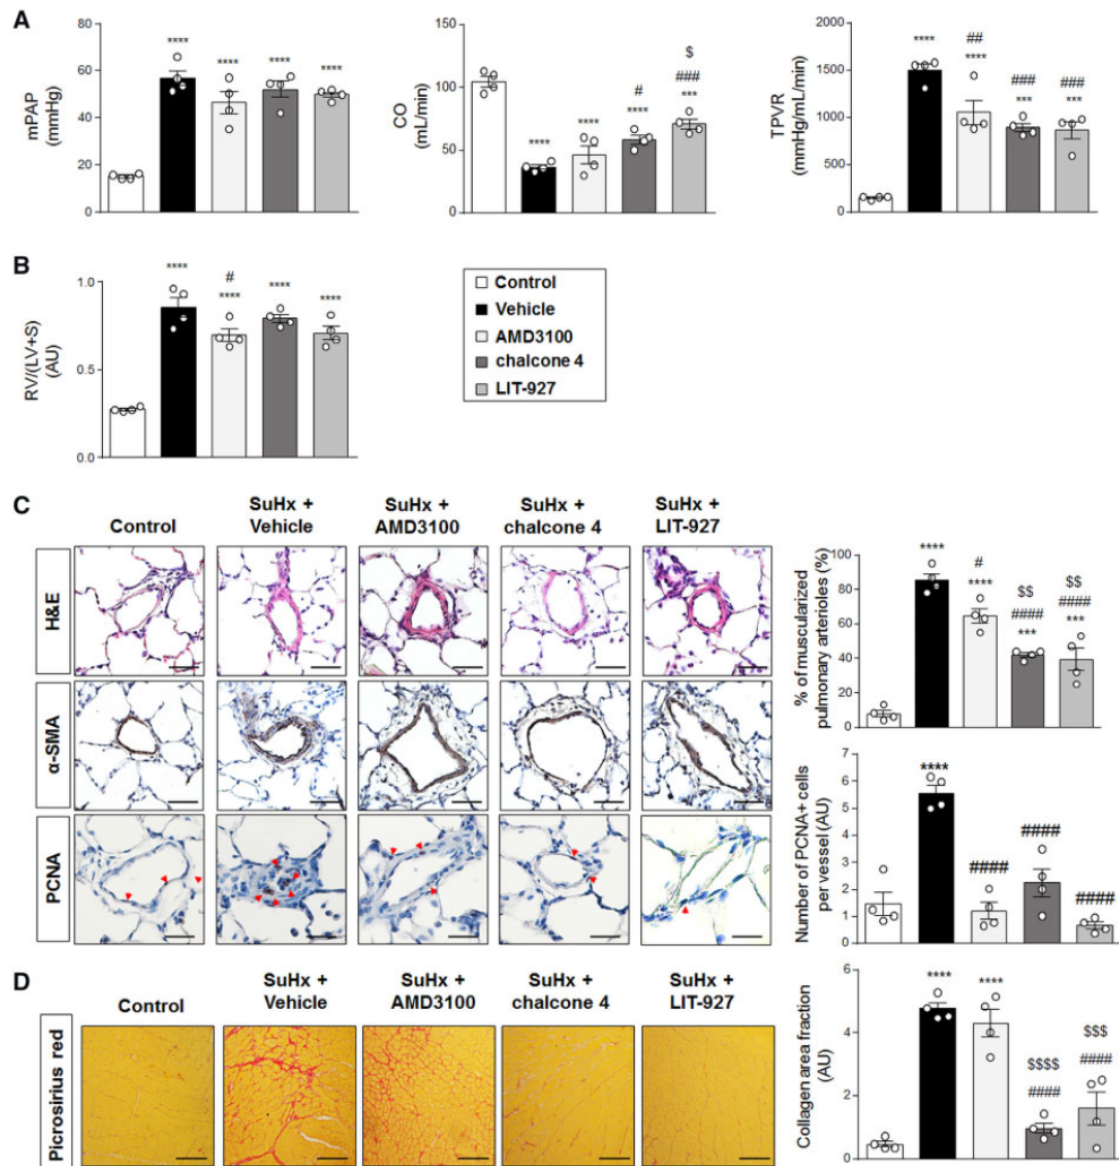 A
mPAP
(mmHg)
80
60
40
20
0
****
****
****
****
CO
(mL/min)
150
100
50
0
****
****
#
****
$
###
***
TPVR
(mmHg/mL/min)
2000
1500
1000
500
0
****
##
****
###
***
###
***
B
RV/(LV+S)
(AU)
1.0
0.5
0.0
****
#
****
****
****
Control
Vehicle
AMD3100
chalcone 4
LIT-927
C
Control
SuHx +
Vehicle
SuHx +
AMD3100
SuHx +
chalcone 4
SuHx +
LIT-927
H&E
α-SMA
PCNA
% of muscularized
pulmonary arterioles (%)
100
80
60
40
20
0
****
#
****
$$
####
***
$$
####
***
Number of PCNA+ cells
per vessel (AU)
7
6
5
4
3
2
1
0
****
####
####
####
D
Control
SuHx +
Vehicle
SuHx +
AMD3100
SuHx +
chalcone 4
SuHx +
LIT-927
Picrosirius red
Collagen area fraction
(AU)
6
4
2
0
****
****
$$$$
####
$$$
####